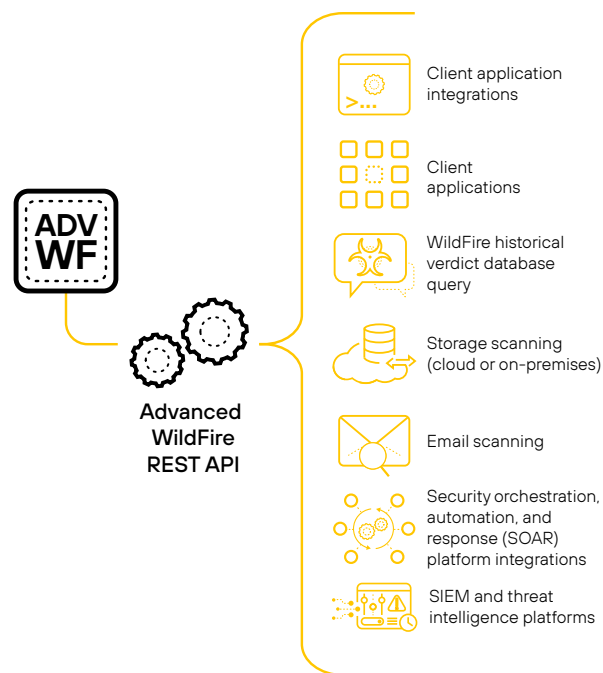 ADV
WF
Advanced
WildFire
REST API
>...
Client application
integrations
Client
applications
WildFire historical
verdict database
query
Storage scanning
(cloud or on-premises)
Email scanning
Security orchestration,
automation, and
response (SOAR)
platform integrations
SIEM and threat
intelligence platforms